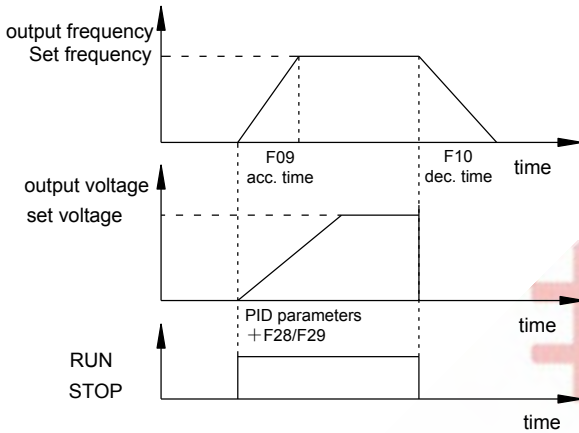 output frequency
Set frequency
F09
acc. time
F10
dec. time
time
output voltage
set voltage
PID parameters
+F28/F29
time
RUN
STOP
time